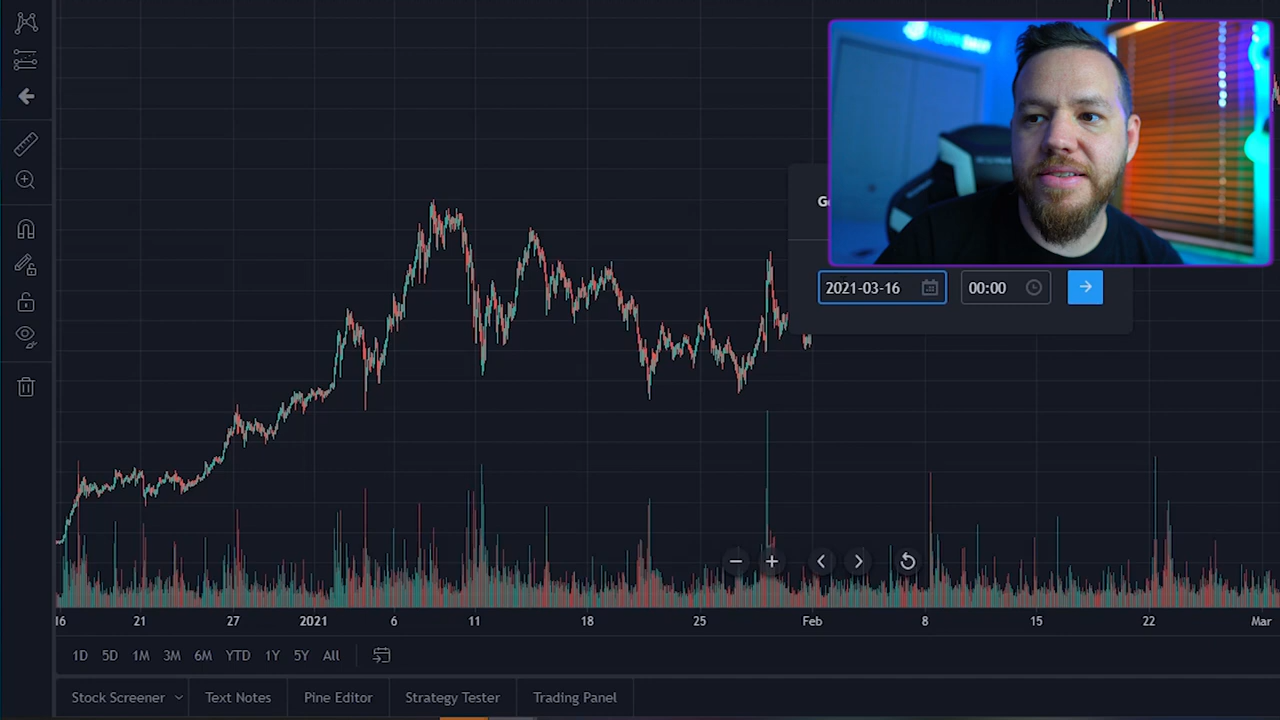 2021-03-16 00:00
16 21 27 2021 6 11 18 25 Feb 8 15 22 Mar
1D 5D 1M 3M 6M YTD 1Y 5Y All
Stock Screener Text Notes Pine Editor Strategy Tester Trading Panel